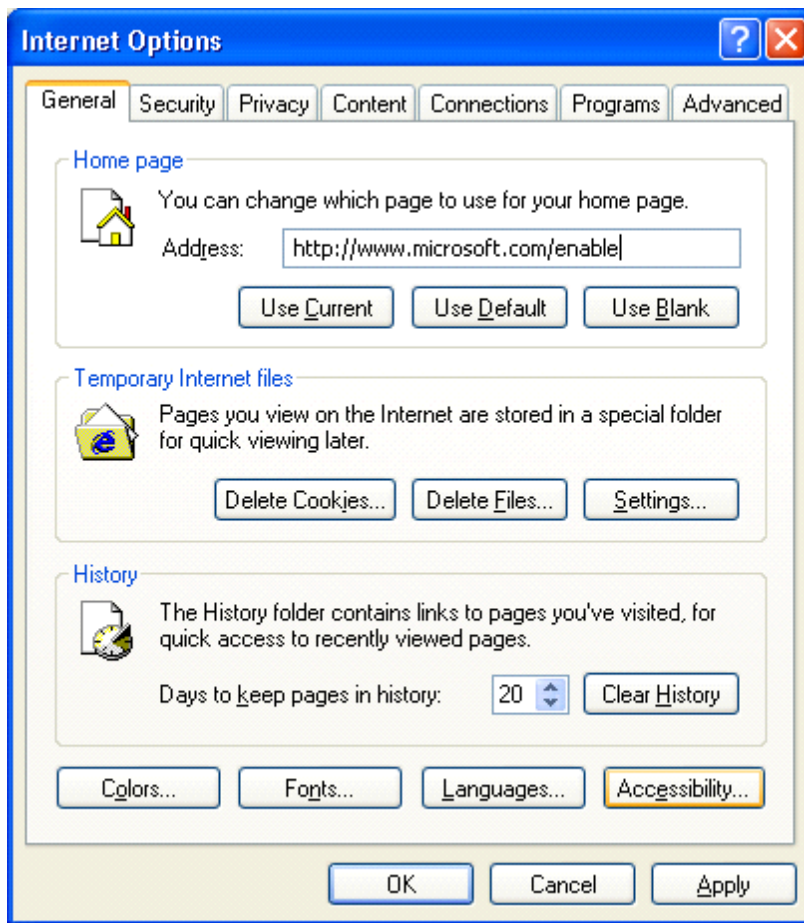 Internet Options
General Security Privacy Content Connections Programs Advanced
Home page
You can change which page to use for your home page.
Address: http://www.microsoft.com/enable
Use Current Use Default Use Blank
Temporary Internet files
Pages you view on the Internet are stored in a special folder
for quick viewing later.
Delete Cookies... Delete Files... Settings...
History
The History folder contains links to pages you've visited, for
quick access to recently viewed pages.
Days to keep pages in history: 20 Clear History
Colors... Fonts... Languages... Accessibility...
OK Cancel Apply